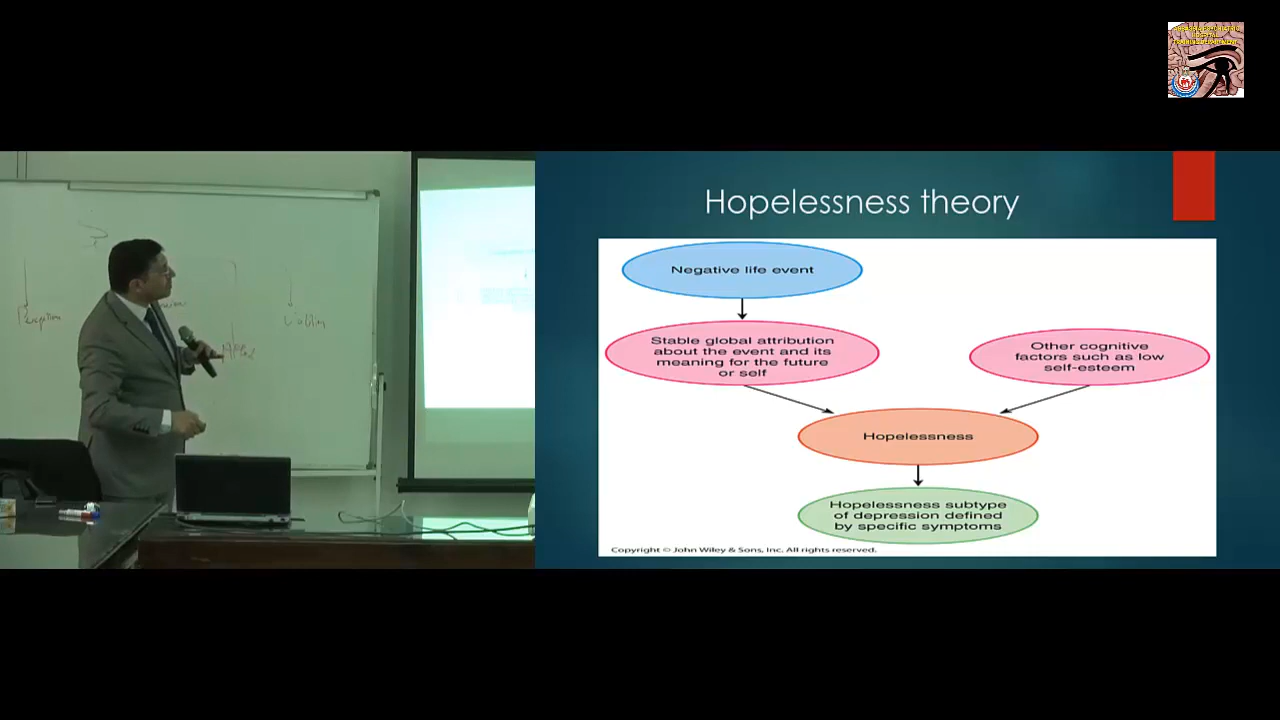 HOSPITAL
Hopelessness theory
Negative life event
Stable global attribution
about the event and its
meaning for the future
or self
Other cognitive
factors such as low
self-esteem
Hopelessness
Hopelessness subtype
of depression defined
by specific symptoms
Copyright © John Wiley & Sons, Inc. All rights reserved.